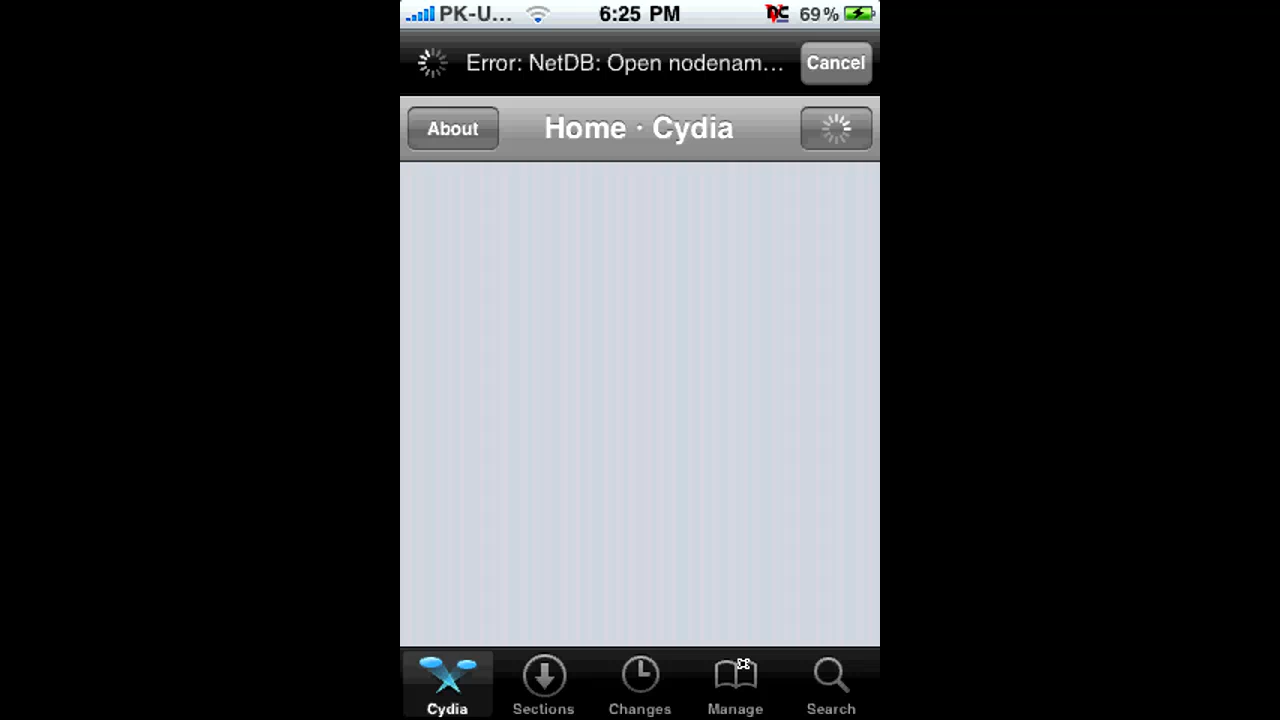 PK-U... 6:25 PM 69%
Error: NetDB: Open nodenam... Cancel
About Home · Cydia
Cydia Sections Changes Manage Search